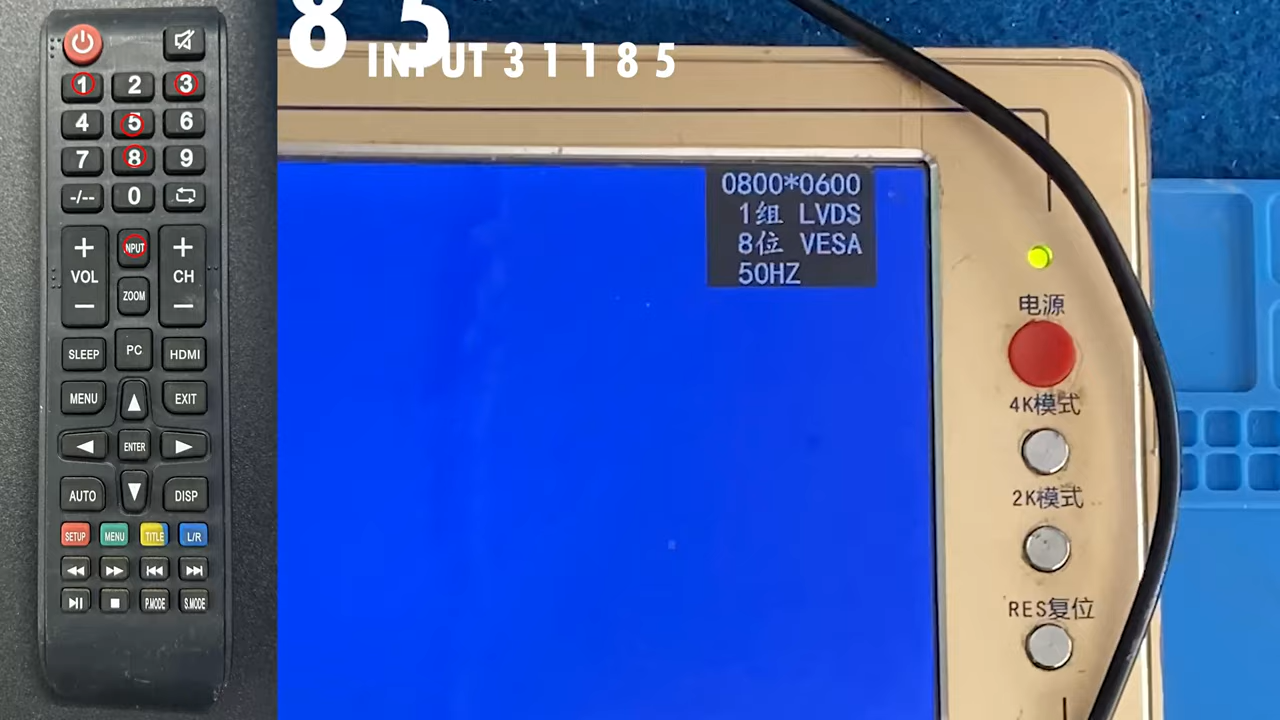 8 5
INPUT 3 1 1 8 5
1 2 3
4 5 6
7 8 9
-/-- 0
+ INPUT +
VOL CH
- ZOOM -
SLEEP PC HDMI
MENU EXIT
ENTER
AUTO DISP
SETUP MENU TITLE L/R
P.MODE S.MODE
0800*0600
1组 LVDS
8位 VESA
50HZ
电源
4K模式
2K模式
RES复位